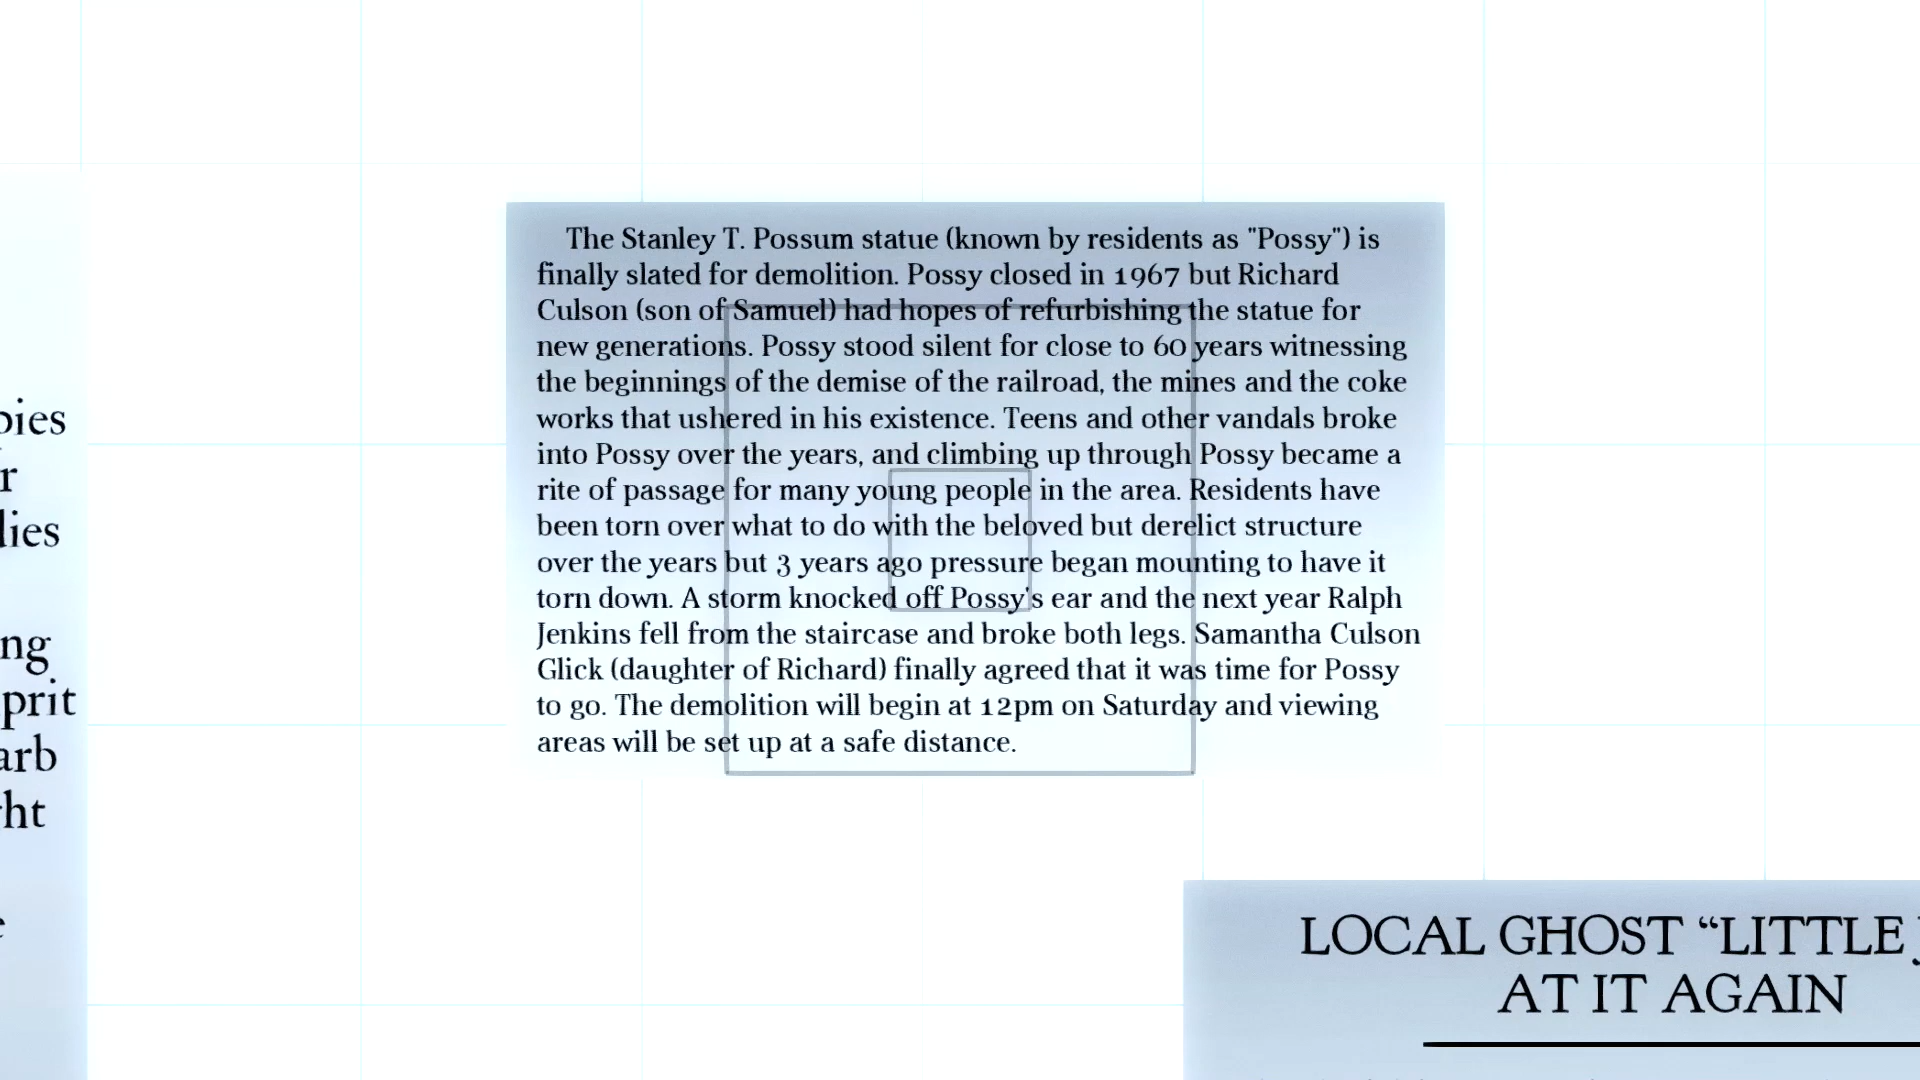 The Stanley T. Possum statue (known by residents as "Possy") is
finally slated for demolition. Possy closed in 1967 but Richard
Culson (son of Samuel) had hopes of refurbishing the statue for
new generations. Possy stood silent for close to 60 years witnessing
the beginnings of the demise of the railroad, the mines and the coke
works that ushered in his existence. Teens and other vandals broke
into Possy over the years, and climbing up through Possy became a
rite of passage for many young people in the area. Residents have
been torn over what to do with the beloved but derelict structure
over the years but 3 years ago pressure began mounting to have it
torn down. A storm knocked off Possy's ear and the next year Ralph
Jenkins fell from the staircase and broke both legs. Samantha Culson
Glick (daughter of Richard) finally agreed that it was time for Possy
to go. The demolition will begin at 12pm on Saturday and viewing
areas will be set up at a safe distance.
LOCAL GHOST “LITTLE
AT IT AGAIN